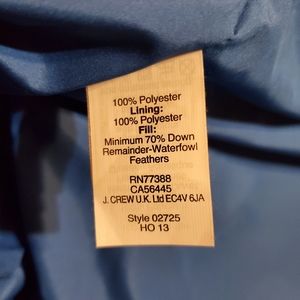 100% Polyester
Lining:
100% Polyester
Fill:
Minimum 70% Down
Remainder-Waterfowl
Feathers
RN77388
CA56445
J. CREW U.K. Ltd EC4V 6JA
Style 02725
HO 13